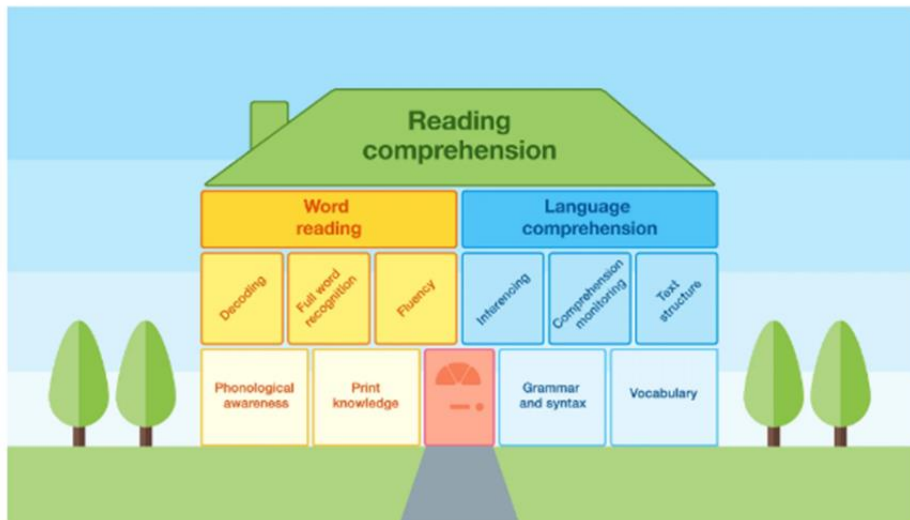 Reading
comprehension
Word
reading
Language
comprehension
Decoding
Full word
recognition
Fluency
Inferencing
Comprehension
monitoring
Text
structure
Phonological
awareness
Print
knowledge
Grammar
and syntax
Vocabulary